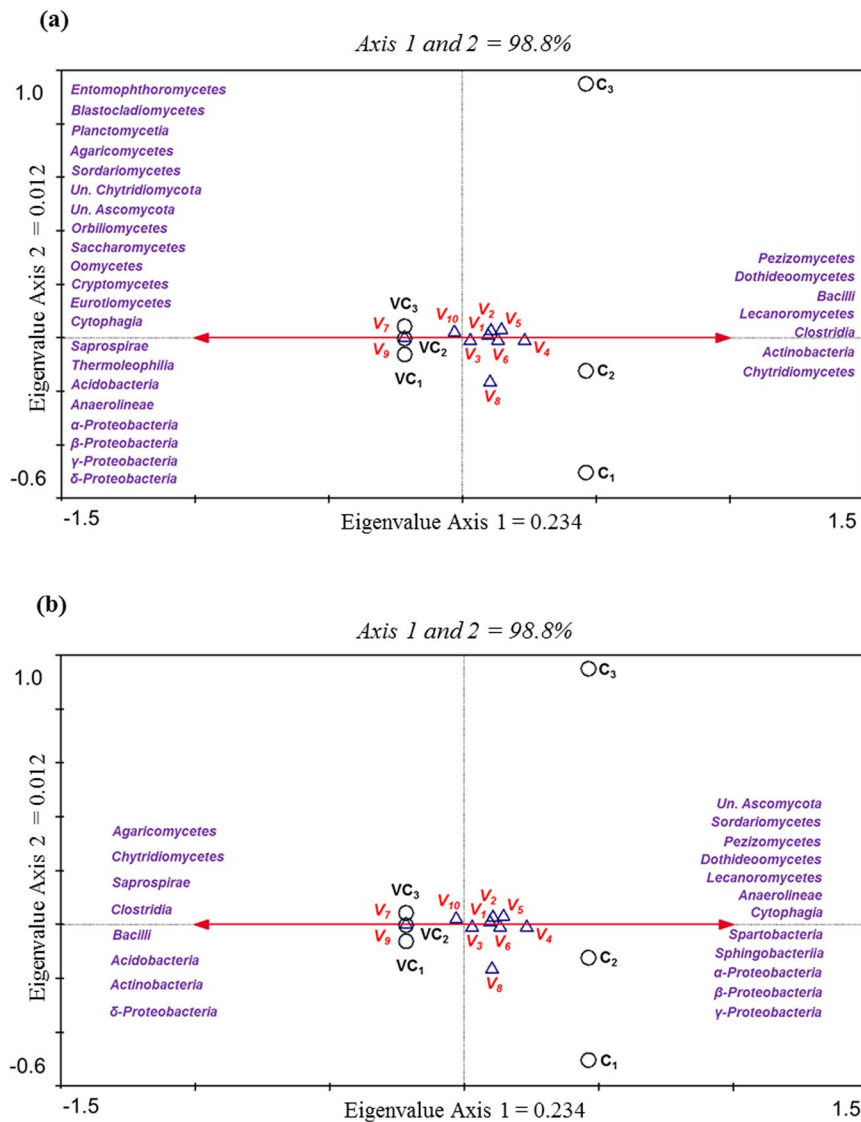 (a)
Axis 1 and 2 = 98.8%
1.0
Eigenvalue Axis 2 = 0.012
-0.6
Entomophthoromycetes
Blastocladiomycetes
Planctomycetia
Agaricomycetes
Sordariomycetes
Un. Chytridiomycota
Un. Ascomycota
Orbiliomycetes
Saccharomycetes
Oomycetes
Cryptomycetes
Eurotiomycetes
Cytophagia
Saprospirae
Thermoleophilia
Acidobacteria
Anaerolineae
α-Proteobacteria
β-Proteobacteria
γ-Proteobacteria
δ-Proteobacteria
VC3
V7
V9
VC2
VC1
V10
V1
V2
V5
V3
V6
V4
V8
C3
C2
C1
Pezizomycetes
Dothideoomycetes
Bacilli
Lecanoromycetes
Clostridia
Actinobacteria
Chytridiomycetes
-1.5
Eigenvalue Axis 1 = 0.234
1.5
(b)
Axis 1 and 2 = 98.8%
1.0
Eigenvalue Axis 2 = 0.012
-0.6
Agaricomycetes
Chytridiomycetes
Saprospirae
Clostridia
Bacilli
Acidobacteria
Actinobacteria
δ-Proteobacteria
VC3
V7
V9
VC2
VC1
V10
V1
V2
V5
V3
V6
V4
V8
C3
C2
C1
Un. Ascomycota
Sordariomycetes
Pezizomycetes
Dothideoomycetes
Lecanoromycetes
Anaerolineae
Cytophagia
Spartobacteria
Sphingobacteriia
α-Proteobacteria
β-Proteobacteria
γ-Proteobacteria
-1.5
Eigenvalue Axis 1 = 0.234
1.5